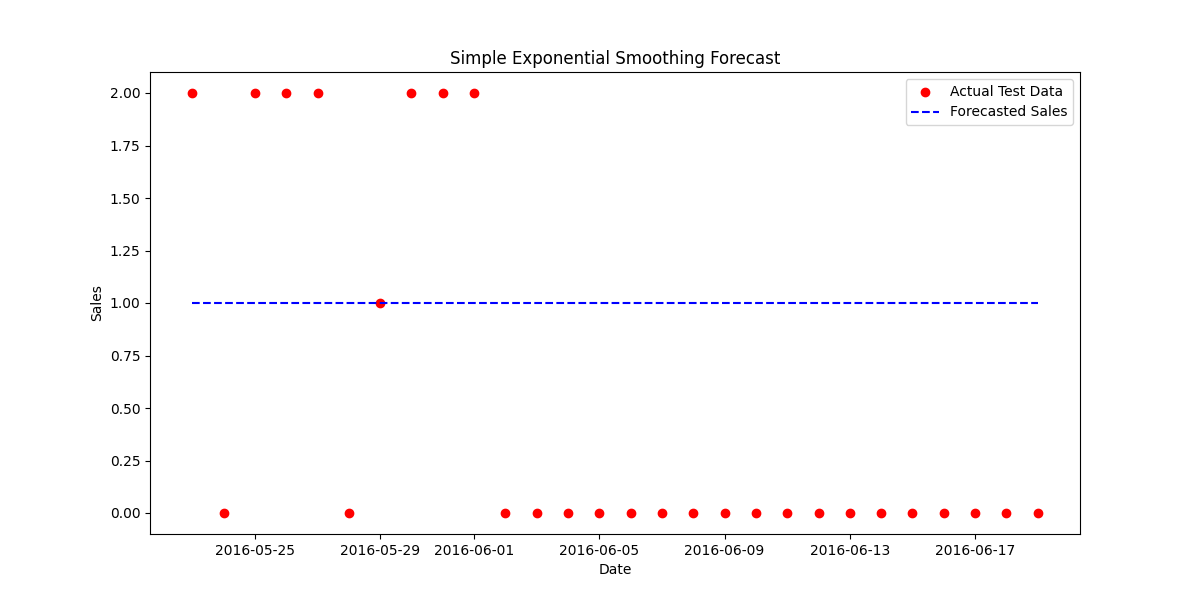 Simple Exponential Smoothing Forecast
Actual Test Data
Forecasted Sales
2.00
1.75
1.50
1.25
1.00
0.75
0.50
0.25
0.00
Sales
2016-05-25 2016-05-29 2016-06-01 2016-06-05 2016-06-09 2016-06-13 2016-06-17
Date